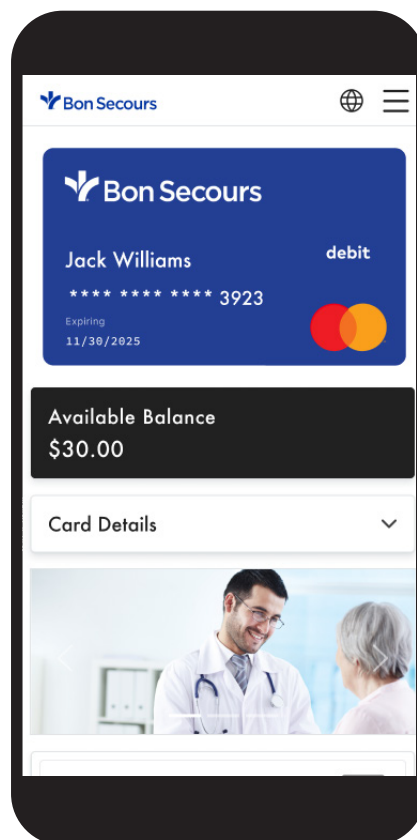 Bon Secours
Bon Secours
Jack Williams
debit
**** **** **** 3923
Expiring
11/30/2025
Available Balance
$30.00
Card Details